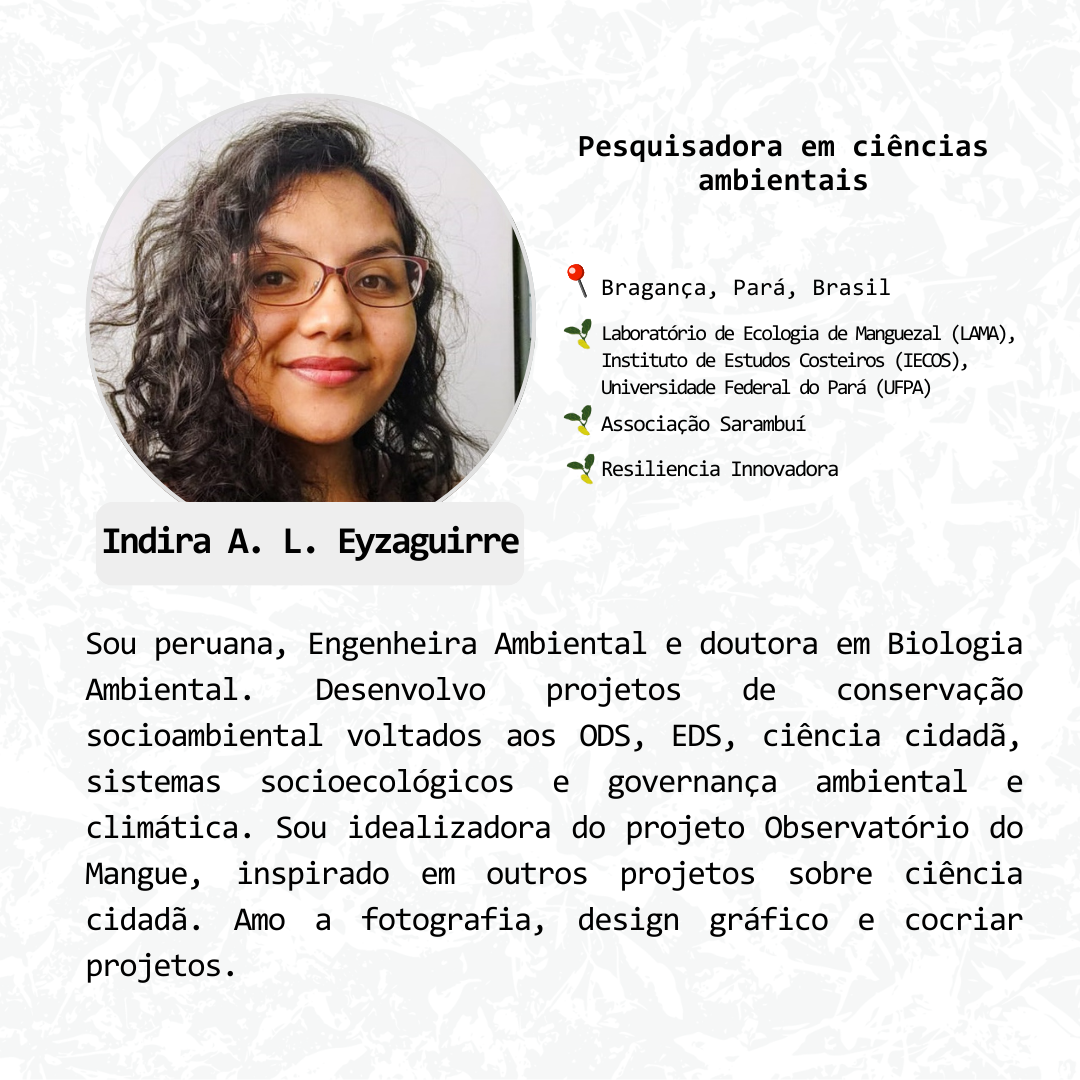 Pesquisadora em ciências
ambientais
Bragança, Pará, Brasil
Laboratório de Ecologia de Manguezal (LAMA),
Instituto de Estudos Costeiros (IECOS),
Universidade Federal do Pará (UFPA)
Associação Sarambuí
Resiliencia Innovadora
Indira A. L. Eyzaguirre
Sou peruana, Engenheira Ambiental e doutora em Biologia
Ambiental. Desenvolvo projetos de conservação
socioambiental voltados aos ODS, EDS, ciência cidadã,
sistemas socioecológicos e governança ambiental e
climática. Sou idealizadora do projeto Observatório do
Mangue, inspirado em outros projetos sobre ciência
cidadã. Amo a fotografia, design gráfico e cocriar
projetos.